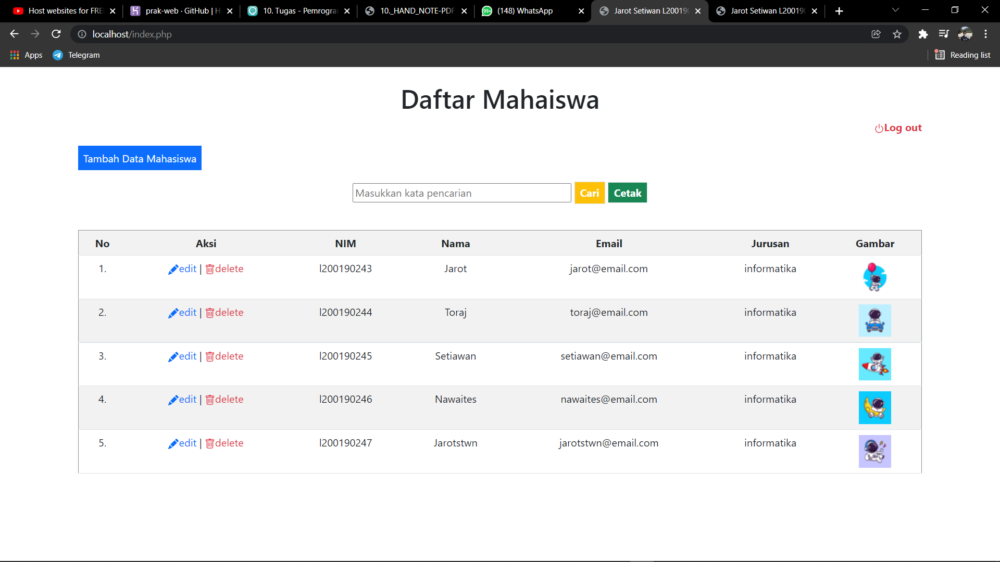 Host websites for FRE
prak-web · GitHub | H
10. Tugas - Pemrogra
10._HAND_NOTE-PDF
99+ (148) WhatsApp
Jarot Setiwan L20019
Jarot Setiwan L20019
localhost/index.php
Apps Telegram Reading list
Daftar Mahaiswa
Log out
Tambah Data Mahasiswa
Masukkan kata pencarian Cari Cetak
No Aksi NIM Nama Email Jurusan Gambar
1. edit | delete l200190243 Jarot jarot@email.com informatika
2. edit | delete l200190244 Toraj toraj@email.com informatika
3. edit | delete l200190245 Setiawan setiawan@email.com informatika
4. edit | delete l200190246 Nawaites nawaites@email.com informatika
5. edit | delete l200190247 Jarotstwn jarotstwn@email.com informatika